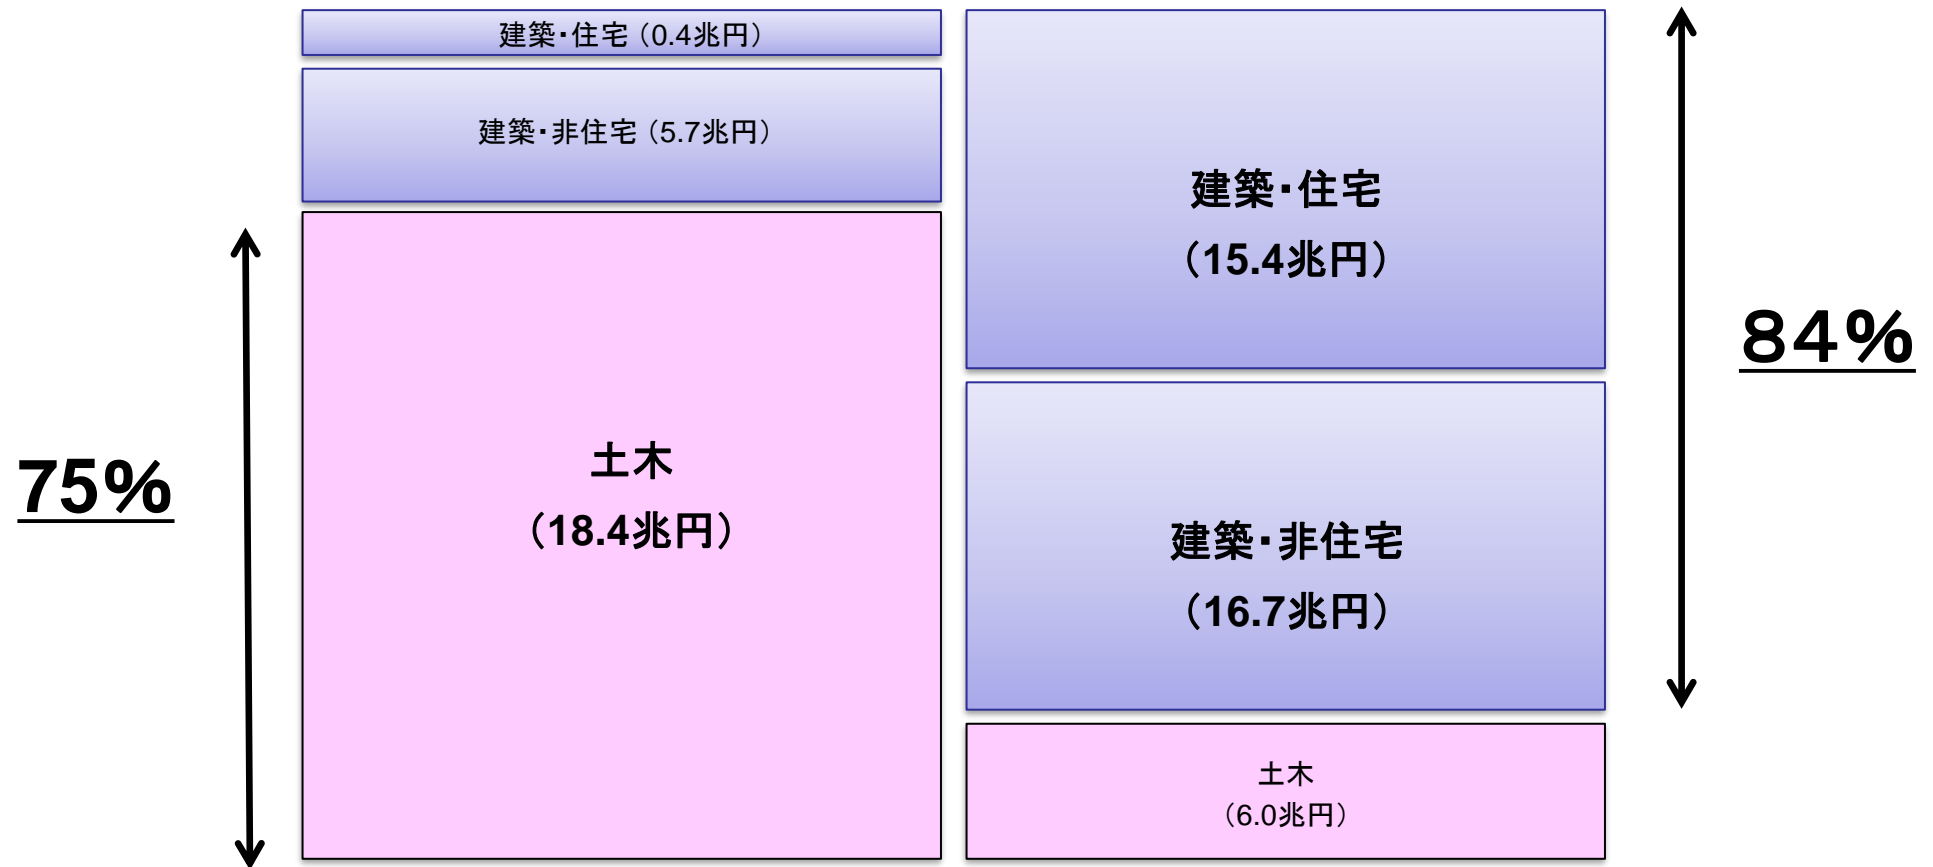 建築・住宅（0.4兆円）
建築・非住宅（5.7兆円）
75%
土木
（18.4兆円）
建築・住宅
（15.4兆円）
建築・非住宅
（16.7兆円）
84%
土木
（6.0兆円）